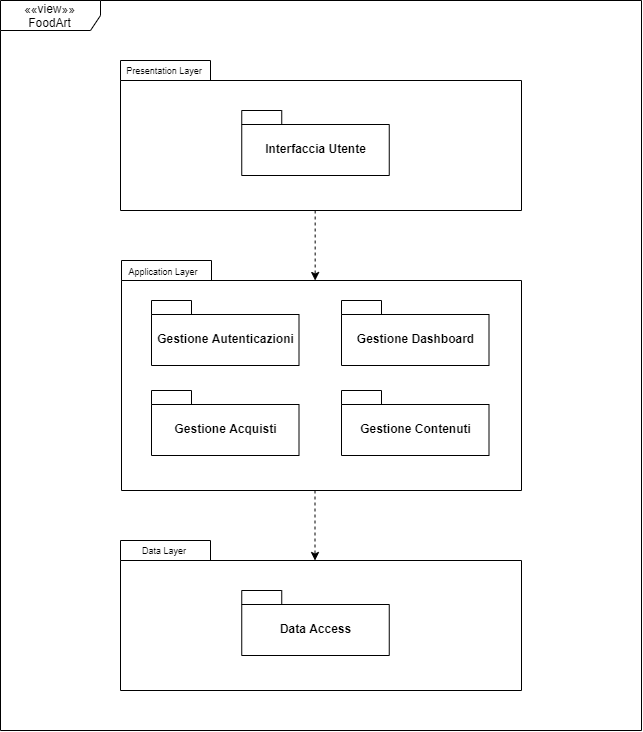 ««view»»
FoodArt
Presentation Layer
Interfaccia Utente
Application Layer
Gestione Autenticazioni
Gestione Dashboard
Gestione Acquisti
Gestione Contenuti
Data Layer
Data Access